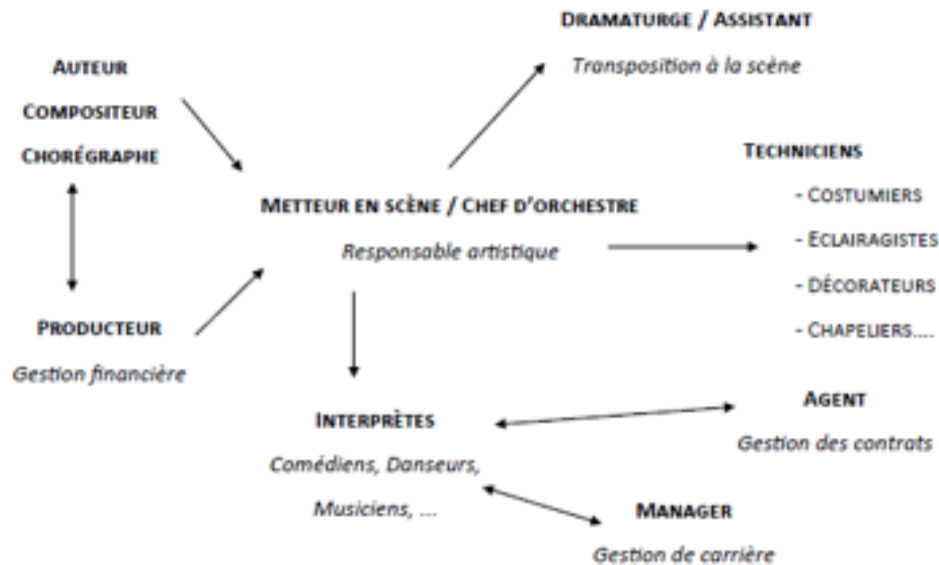 DRAMATURGE / ASSISTANT
Transposition à la scène
AUTEUR
COMPOSITEUR
CHORÉGRAPHE
TECHNICIENS
- COSTUMIERS
- ECLAIRAGISTES
- DÉCORATEURS
- CHAPELIERS....
METTEUR EN SCÈNE / CHEF D'ORCHESTRE
Responsable artistique
PRODUCTEUR
Gestion financière
INTERPRÈTES
Comédiens, Danseurs,
Musiciens, ...
AGENT
Gestion des contrats
MANAGER
Gestion de carrière